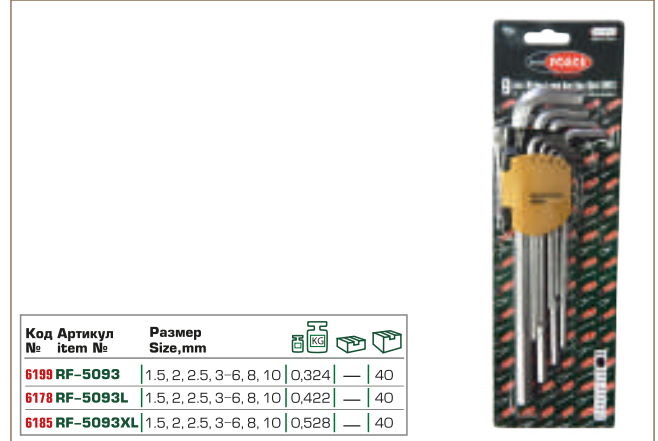 FORCE
9
Код Артикул Размер
№ item № Size,mm KG
6199 RF-5093 1.5, 2, 2.5, 3-6, 8, 10 0,324 — 40
6178 RF-5093L 1.5, 2, 2.5, 3-6, 8, 10 0,422 — 40
6185 RF-5093XL 1.5, 2, 2.5, 3-6, 8, 10 0,528 — 40